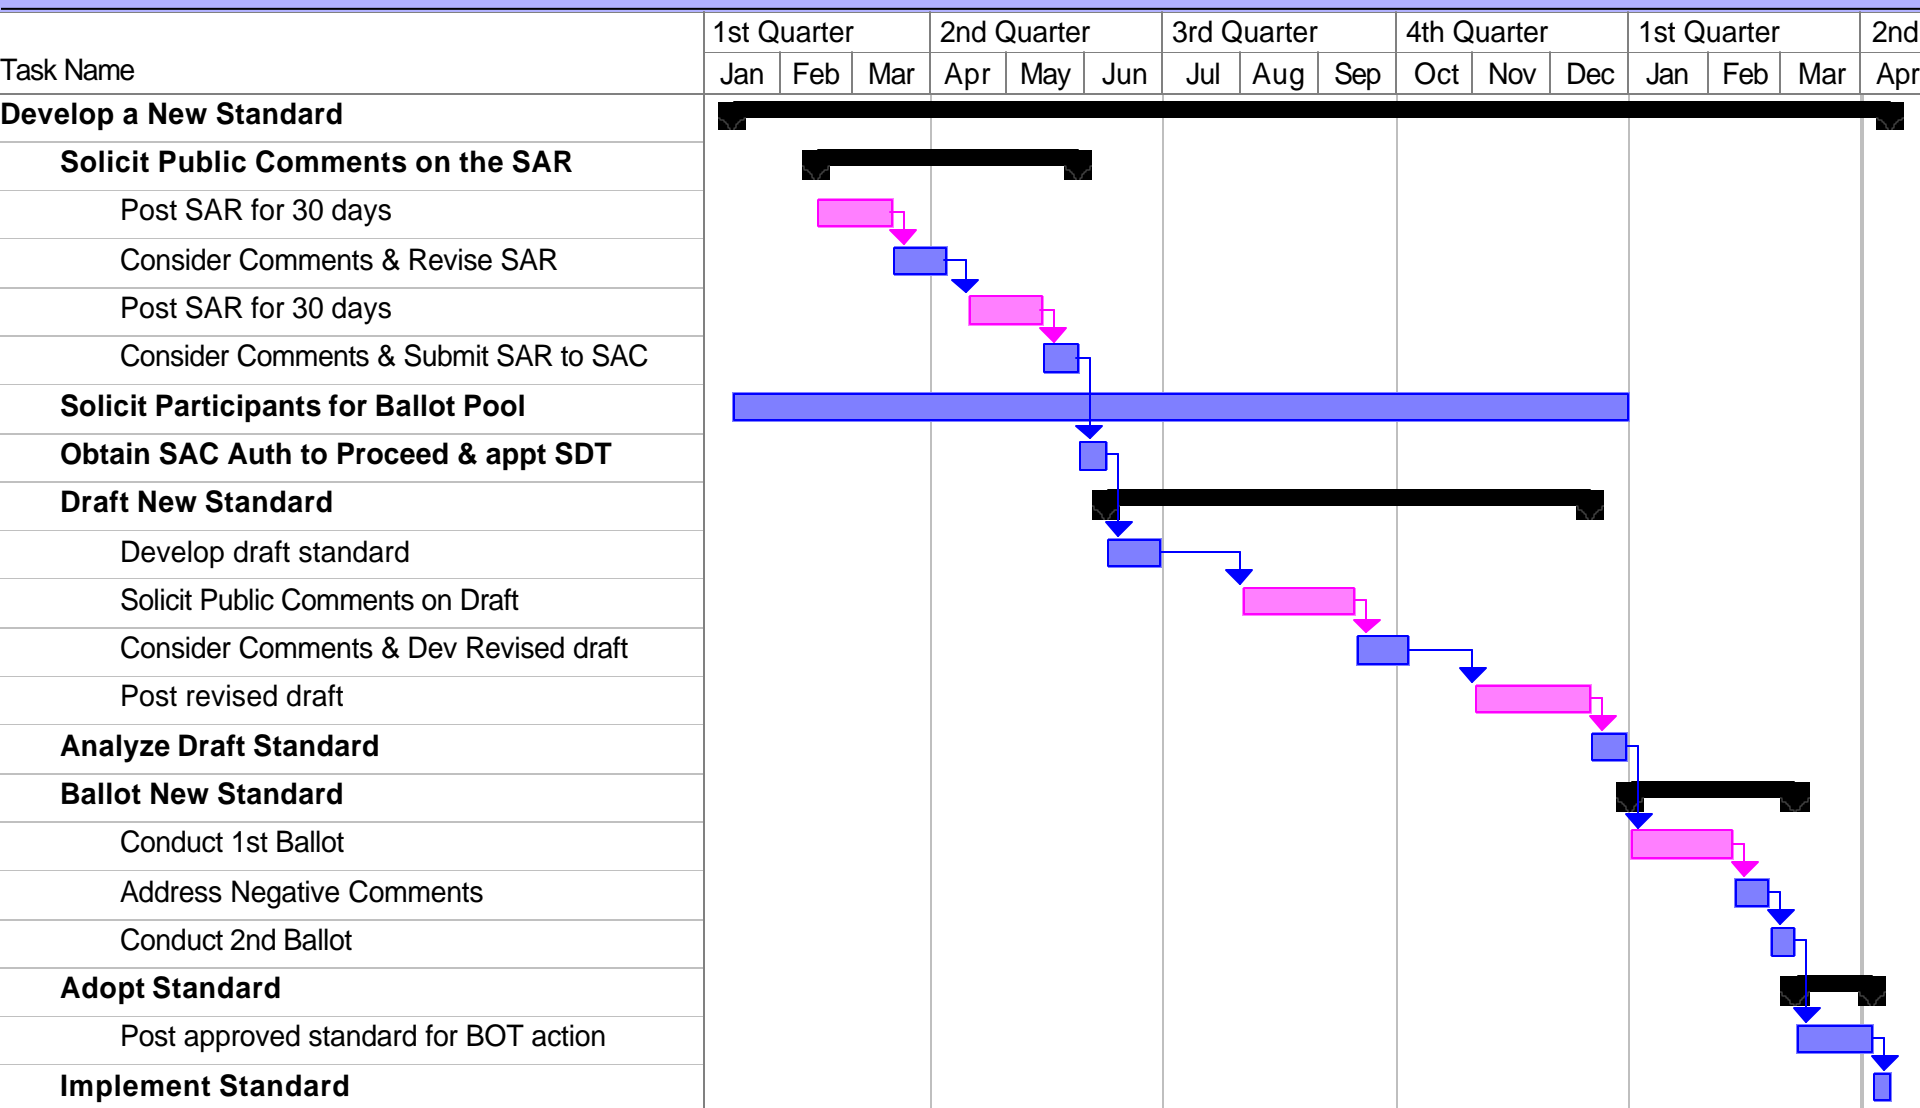 1st Quarter 2nd Quarter 3rd Quarter 4th Quarter 1st Quarter 2nd
Task Name Jan Feb Mar Apr May Jun Jul Aug Sep Oct Nov Dec Jan Feb Mar Apr
Develop a New Standard
Solicit Public Comments on the SAR
Post SAR for 30 days
Consider Comments & Revise SAR
Post SAR for 30 days
Consider Comments & Submit SAR to SAC
Solicit Participants for Ballot Pool
Obtain SAC Auth to Proceed & appt SDT
Draft New Standard
Develop draft standard
Solicit Public Comments on Draft
Consider Comments & Dev Revised draft
Post revised draft
Analyze Draft Standard
Ballot New Standard
Conduct 1st Ballot
Address Negative Comments
Conduct 2nd Ballot
Adopt Standard
Post approved standard for BOT action
Implement Standard